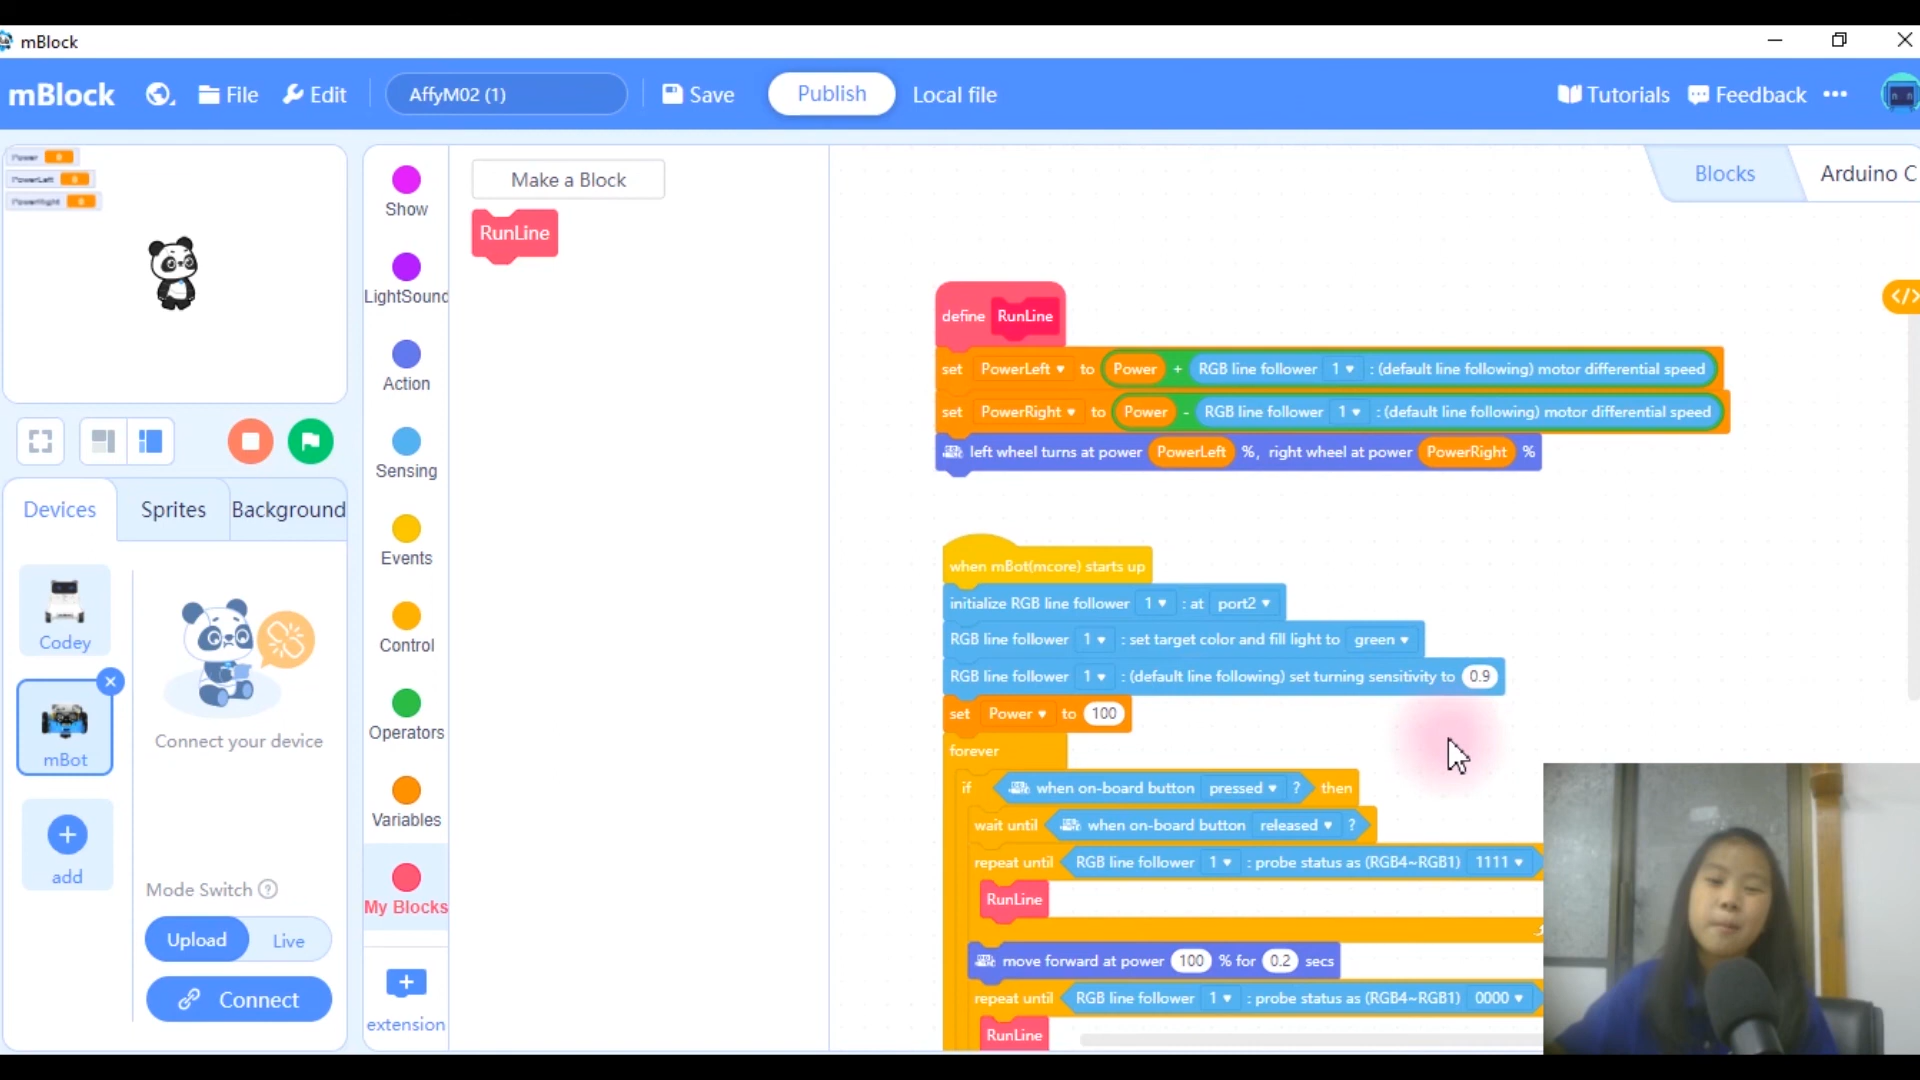 mBlock
mBlock File Edit AffyM02 (1) Save Publish Local file Tutorials Feedback
Power 0
PowerLeft 0
PowerRight 0
Show
LightSound
Action
Sensing
Events
Control
Operators
Variables
My Blocks
extension
Make a Block
RunLine
Blocks
Arduino C
</>
Devices
Sprites
Background
Codey
mBot
add
Connect your device
Mode Switch ?
Upload
Live
Connect
define RunLine
set PowerLeft to Power + RGB line follower 1 : (default line following) motor differential speed
set PowerRight to Power - RGB line follower 1 : (default line following) motor differential speed
left wheel turns at power PowerLeft %, right wheel at power PowerRight %
when mBot(mcore) starts up
initialize RGB line follower 1 : at port2
RGB line follower 1 : set target color and fill light to green
RGB line follower 1 : (default line following) set turning sensitivity to 0.9
set Power to 100
forever
if when on-board button pressed ? then
wait until when on-board button released ?
repeat until RGB line follower 1 : probe status as (RGB4~RGB1) 1111
RunLine
move forward at power 100 % for 0.2 secs
repeat until RGB line follower 1 : probe status as (RGB4~RGB1) 0000
RunLine